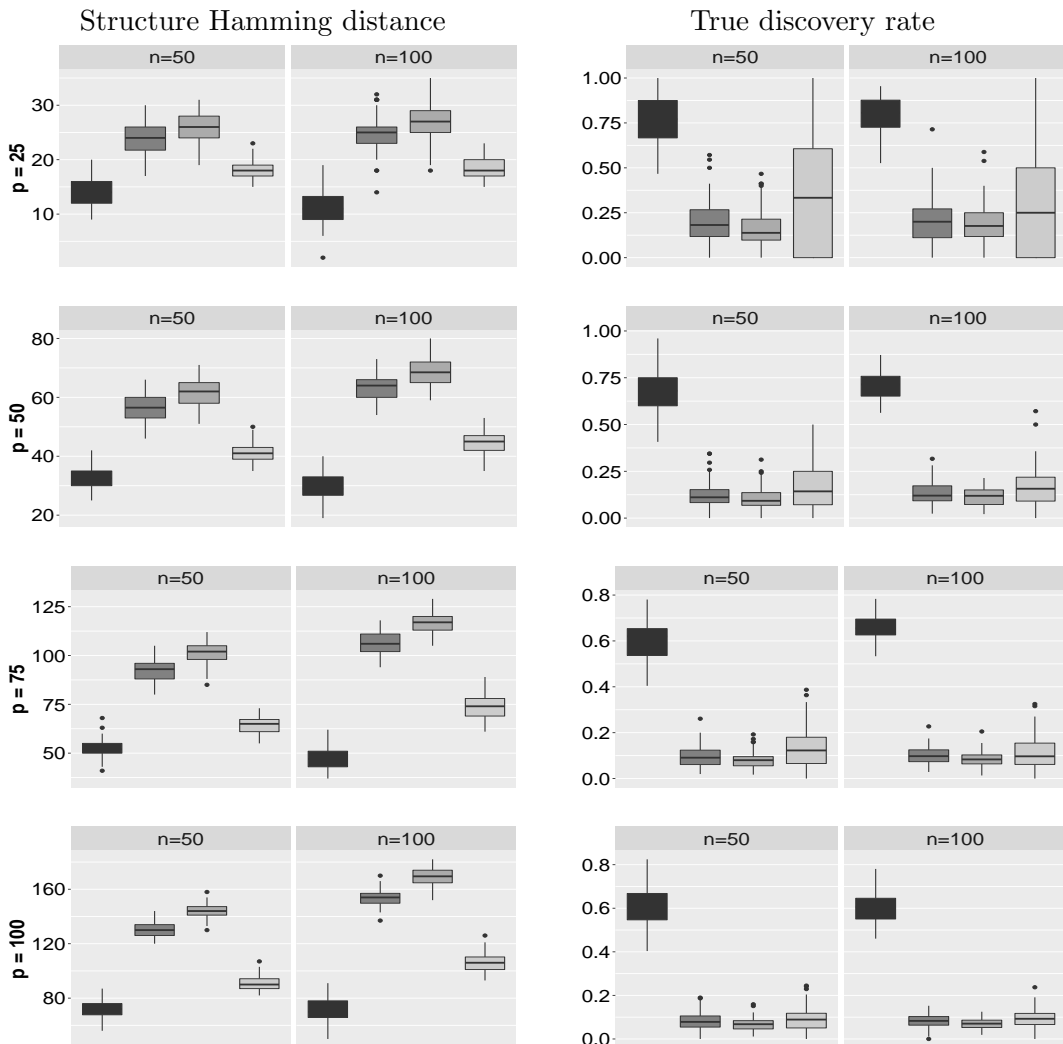 Structure Hamming distance
True discovery rate
n=50
n=100
n=50
n=100
p = 25
30
20
10
1.00
0.75
0.50
0.25
0.00
n=50
n=100
n=50
n=100
p = 50
80
60
40
20
1.00
0.75
0.50
0.25
0.00
n=50
n=100
n=50
n=100
p = 75
125
100
75
50
0.8
0.6
0.4
0.2
0.0
n=50
n=100
n=50
n=100
p = 100
160
120
80
0.8
0.6
0.4
0.2
0.0